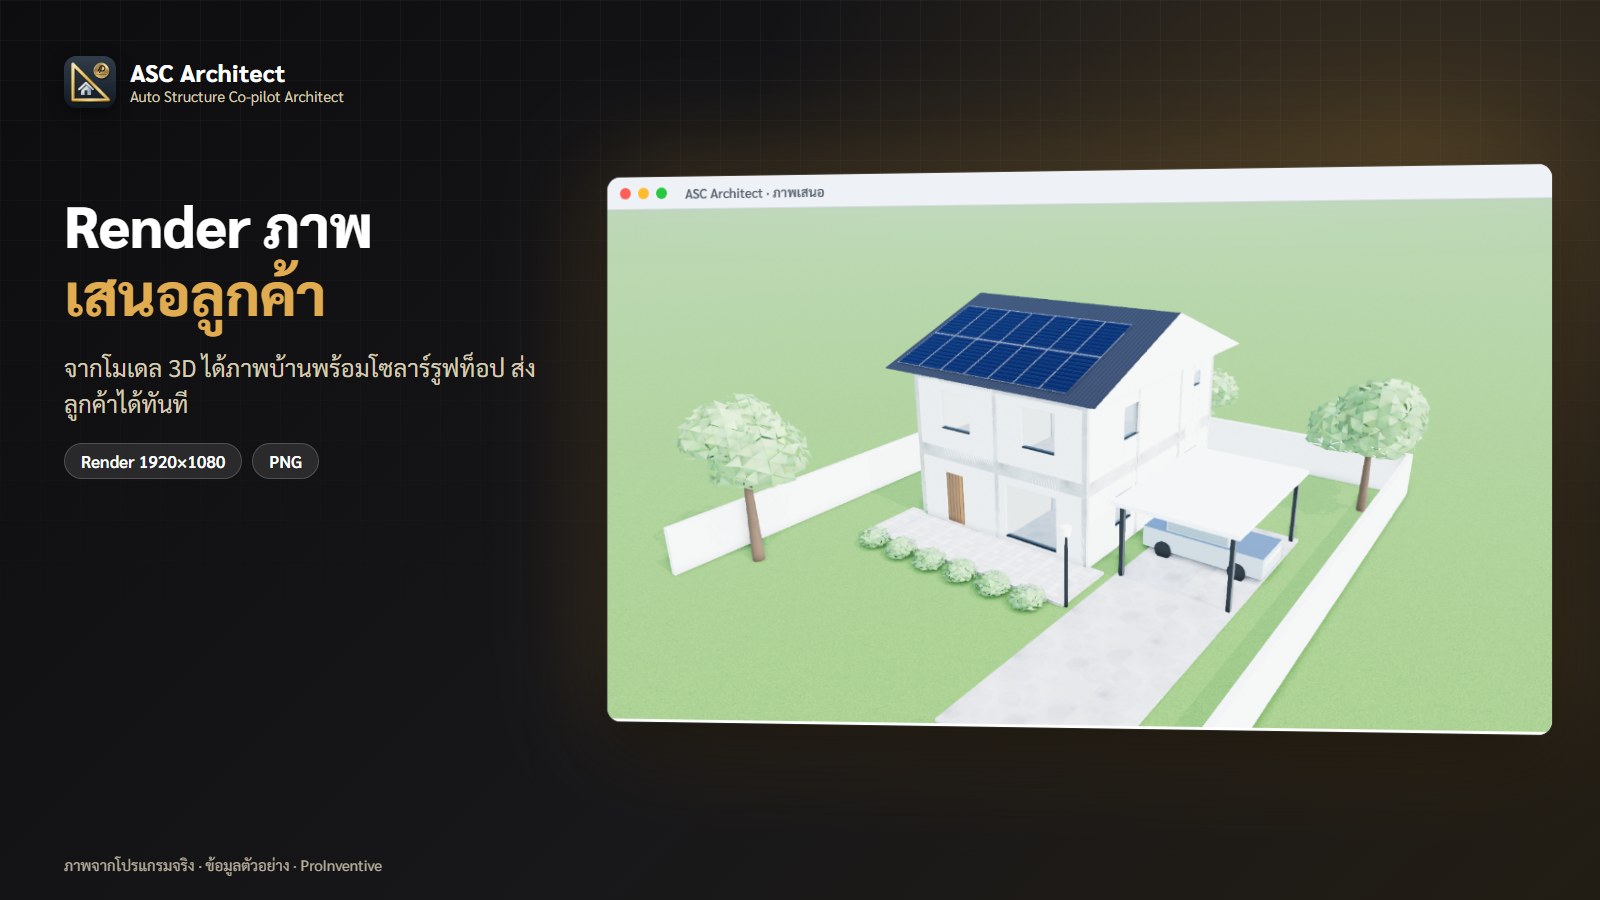 ASC Architect
Auto Structure Co-pilot Architect
Render ภาพ
เสนอลูกค้า
จากโมเดล 3D ได้ภาพบ้านพร้อมโซลาร์รูฟท็อป ส่ง
ลูกค้าได้ทันที
Render 1920×1080
PNG
ASC Architect · ภาพเสนอ
ภาพจากโปรแกรมจริง · ข้อมูลตัวอย่าง · ProInventive